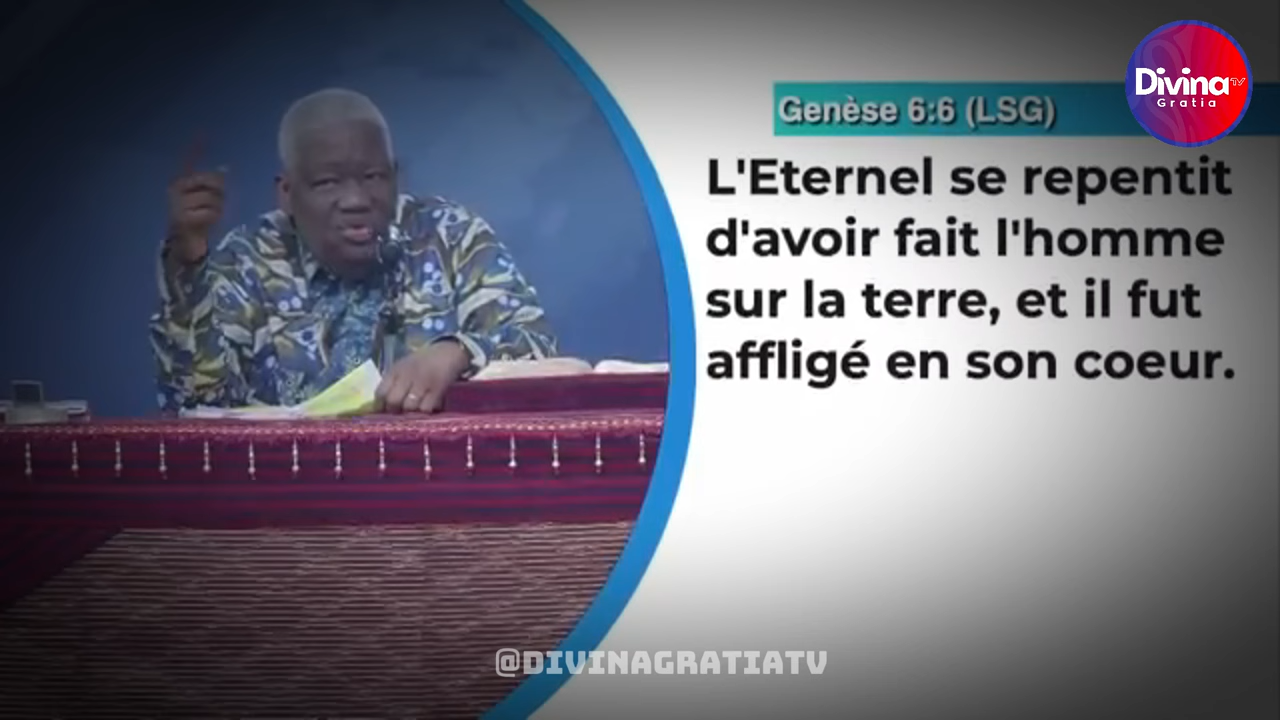 Divina TV
Gratia
Genèse 6:6 (LSG)
L'Eternel se repentit
d'avoir fait l'homme
sur la terre, et il fut
affligé en son coeur.
@DIVINAGRATIATV